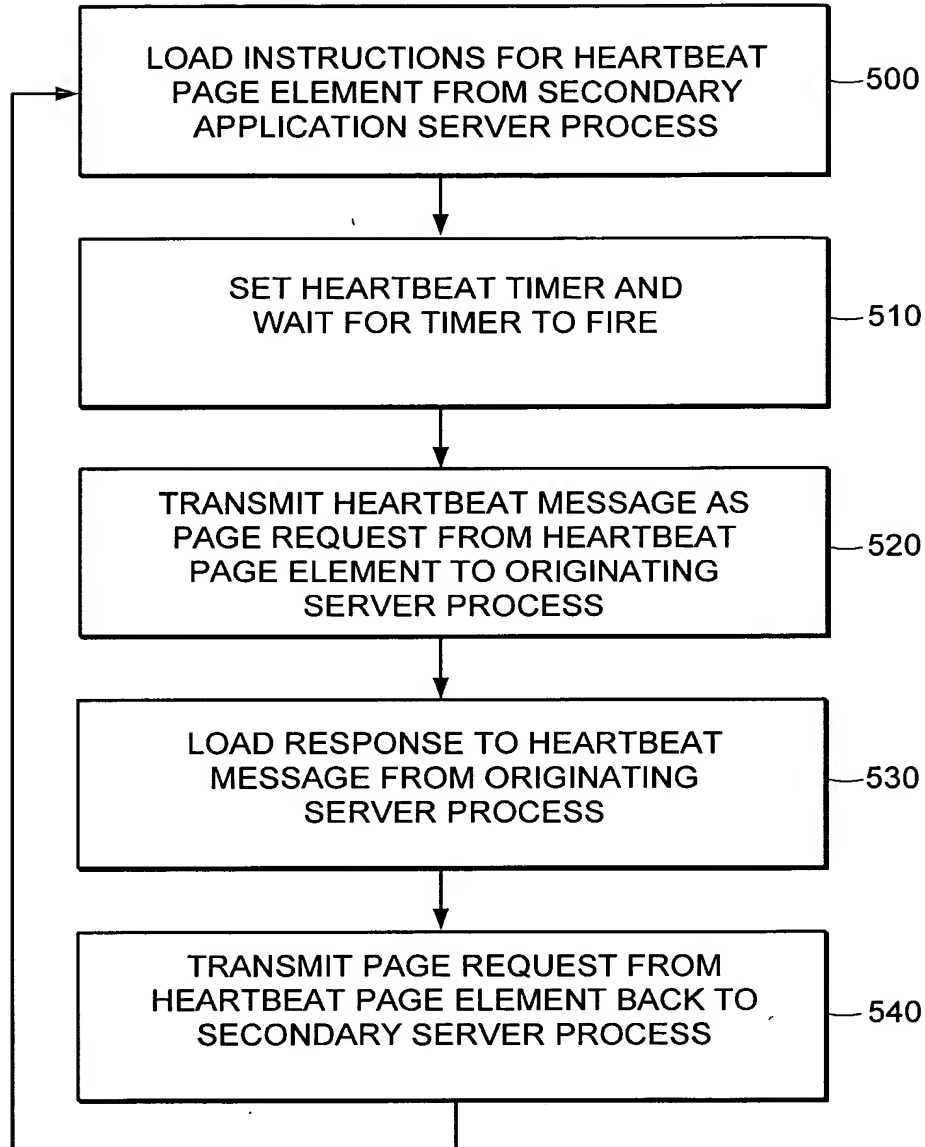 LOAD INSTRUCTIONS FOR HEARTBEAT
PAGE ELEMENT FROM SECONDARY
APPLICATION SERVER PROCESS
500
SET HEARTBEAT TIMER AND
WAIT FOR TIMER TO FIRE
510
TRANSMIT HEARTBEAT MESSAGE AS
PAGE REQUEST FROM HEARTBEAT
PAGE ELEMENT TO ORIGINATING
SERVER PROCESS
520
LOAD RESPONSE TO HEARTBEAT
MESSAGE FROM ORIGINATING
SERVER PROCESS
530
TRANSMIT PAGE REQUEST FROM
HEARTBEAT PAGE ELEMENT BACK TO
SECONDARY SERVER PROCESS
540